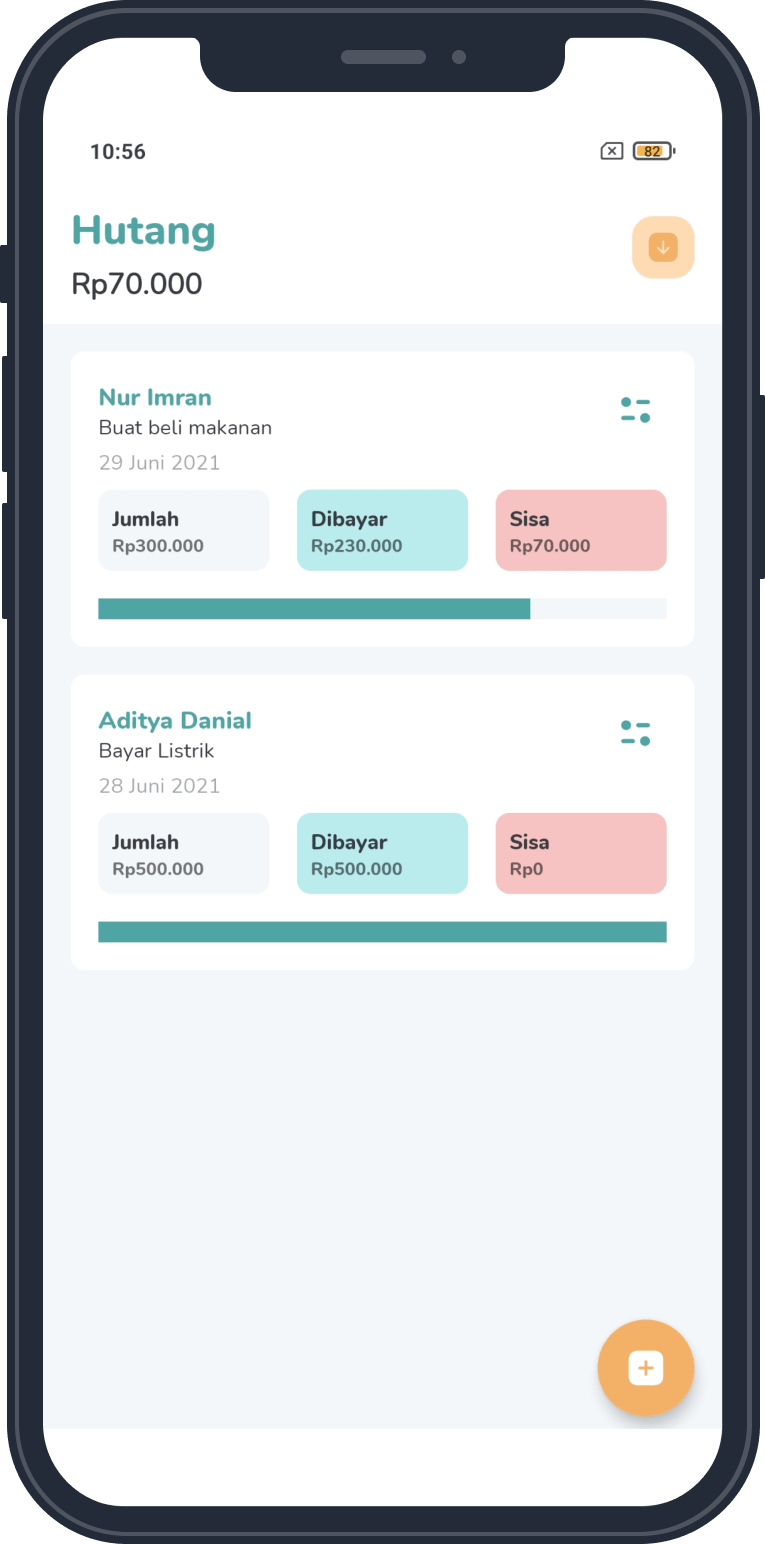 10:56
82
Hutang
Rp70.000
Nur Imran
Buat beli makanan
29 Juni 2021
Jumlah
Rp300.000
Dibayar
Rp230.000
Sisa
Rp70.000
Aditya Danial
Bayar Listrik
28 Juni 2021
Jumlah
Rp500.000
Dibayar
Rp500.000
Sisa
Rp0